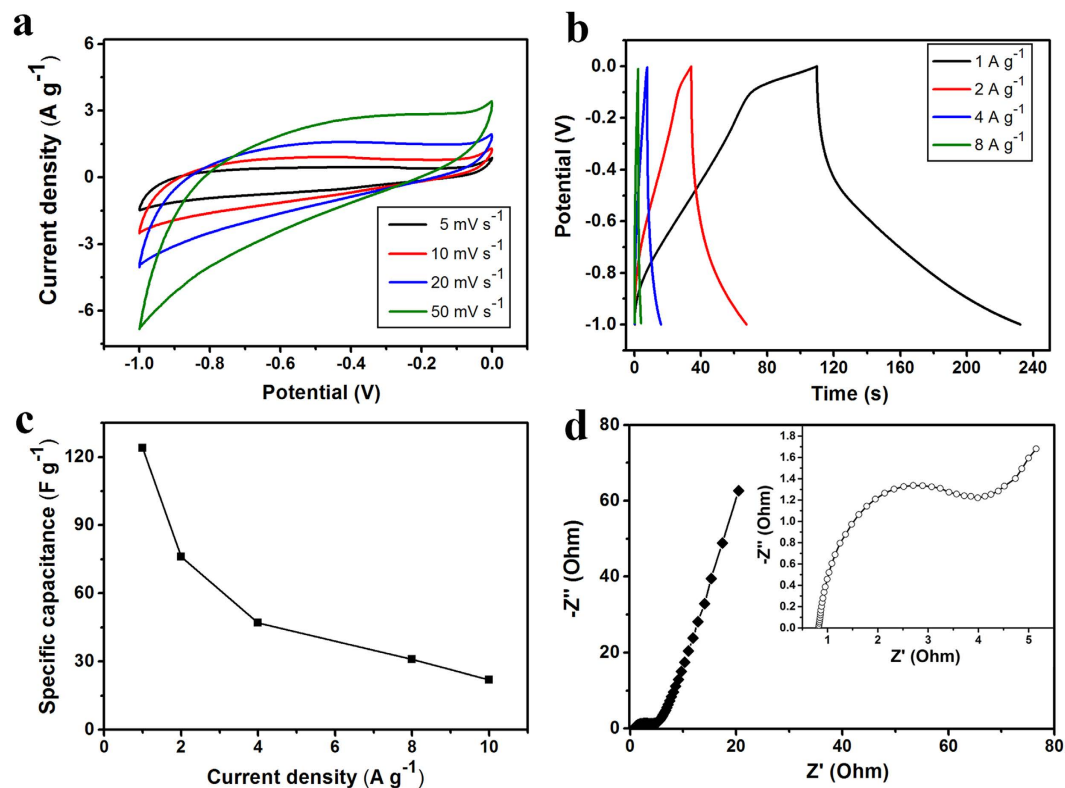 a
6
3
0
-3
-6
Current density (A g⁻¹)
-1.0 -0.8 -0.6 -0.4 -0.2 0.0
Potential (V)
5 mV s⁻¹
10 mV s⁻¹
20 mV s⁻¹
50 mV s⁻¹
b
0.0
-0.2
-0.4
-0.6
-0.8
-1.0
Potential (V)
0 40 80 120 160 200 240
Time (s)
1 A g⁻¹
2 A g⁻¹
4 A g⁻¹
8 A g⁻¹
c
120
90
60
30
0
Specific capacitance (F g⁻¹)
0 2 4 6 8 10
Current density (A g⁻¹)
d
80
60
40
20
0
-Z'' (Ohm)
0 20 40 60 80
Z' (Ohm)
1.8
1.6
1.4
1.2
1.0
0.8
0.6
0.4
0.2
0.0
-Z'' (Ohm)
1 2 3 4 5
Z' (Ohm)